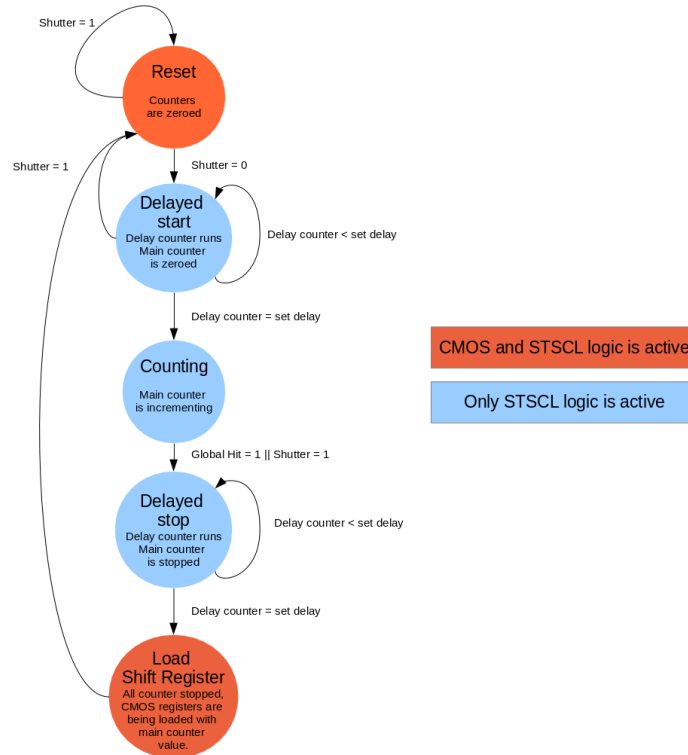 Shutter = 1
Reset
Counters
are zeroed
Shutter = 1
Shutter = 0
Delayed
start
Delay counter runs
Main counter
is zeroed
Delay counter < set delay
Delay counter = set delay
CMOS and STSCL logic is active
Only STSCL logic is active
Counting
Main counter
is incrementing
Global Hit = 1 || Shutter = 1
Delayed
stop
Delay counter runs
Main counter
is stopped
Delay counter < set delay
Delay counter = set delay
Load
Shift Register
All counter stopped,
CMOS registers are
being loaded with
main counter
value.